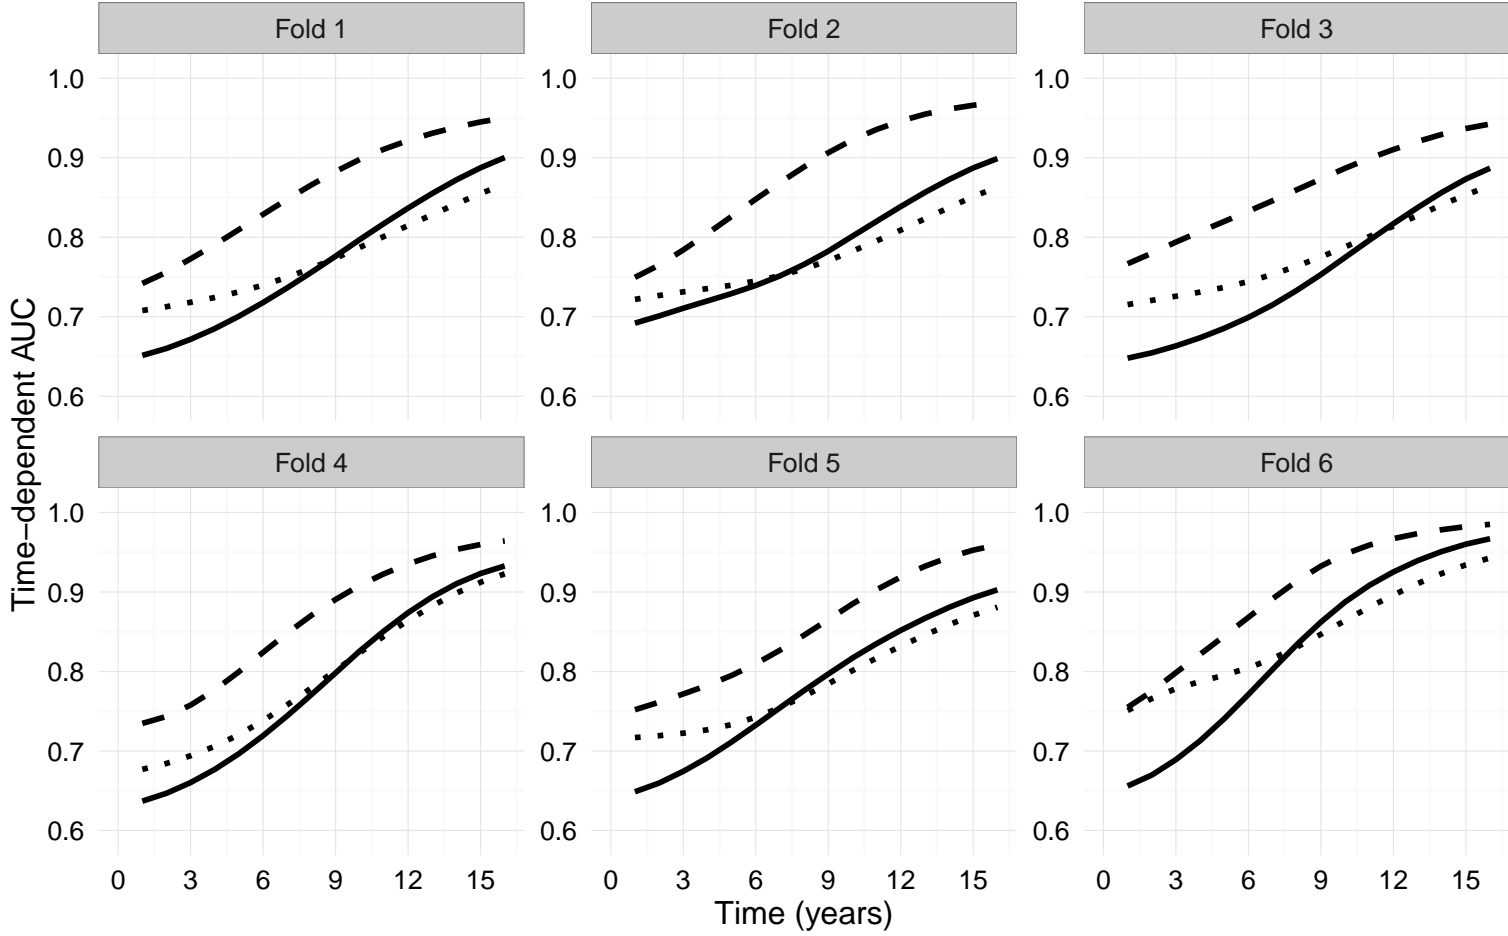 Fold 1 Fold 2 Fold 3
1.0 1.0 1.0
0.9 0.9 0.9
0.8 0.8 0.8
0.7 0.7 0.7
0.6 0.6 0.6
Time−dependent AUC
Fold 4 Fold 5 Fold 6
1.0 1.0 1.0
0.9 0.9 0.9
0.8 0.8 0.8
0.7 0.7 0.7
0.6 0.6 0.6
0 3 6 9 12 15 0 3 6 9 12 15 0 3 6 9 12 15
Time (years)